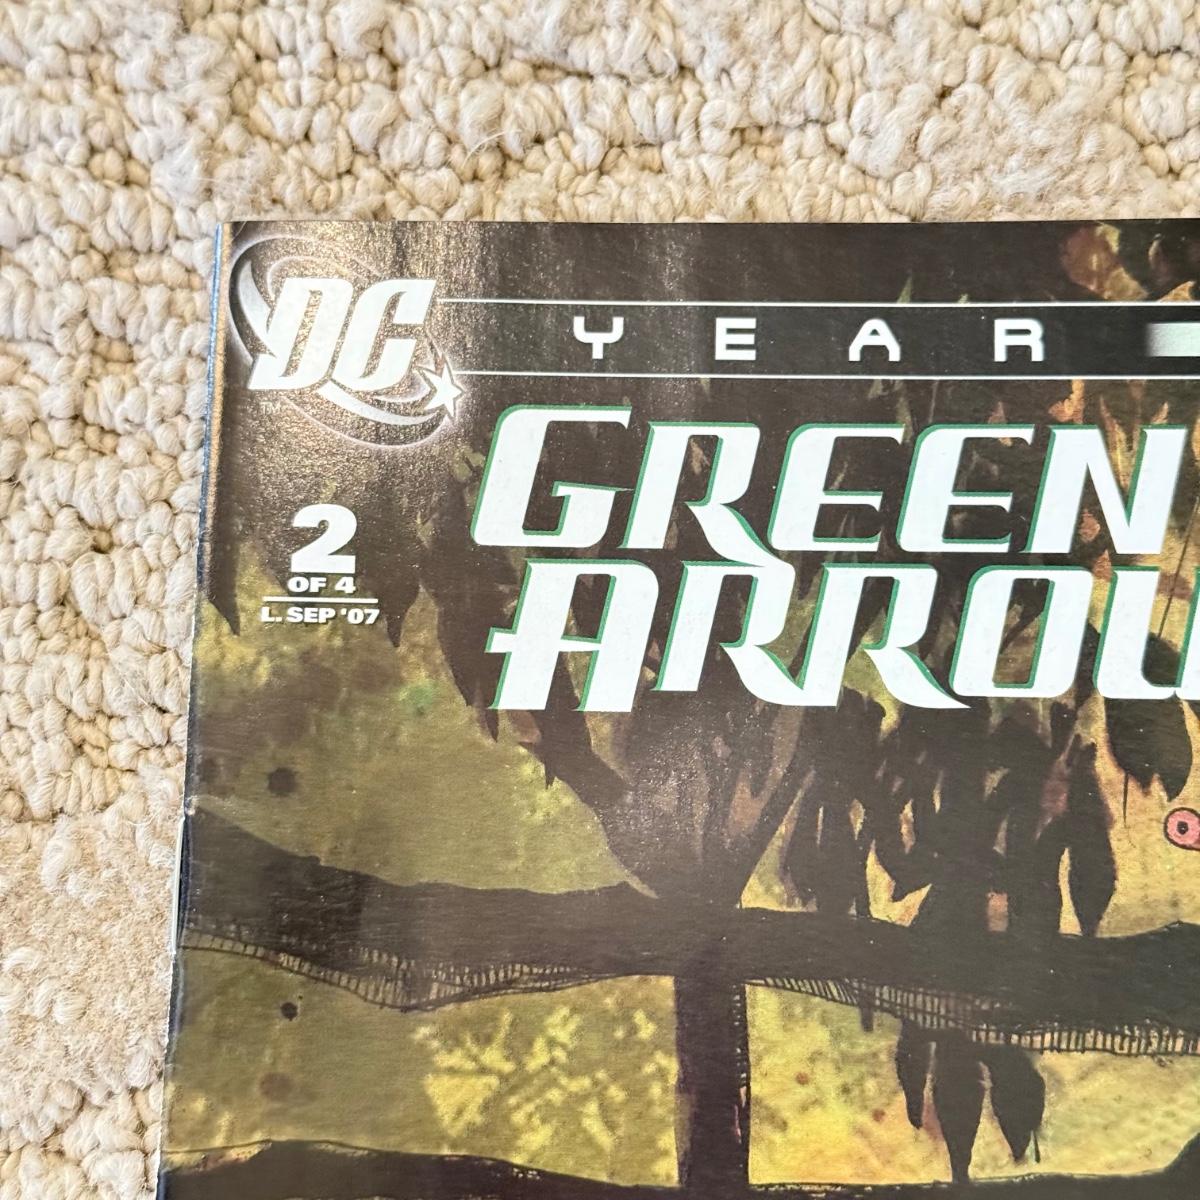 DC
TM
YEAR
GREEN
ARROW
2
OF 4
L. SEP '07